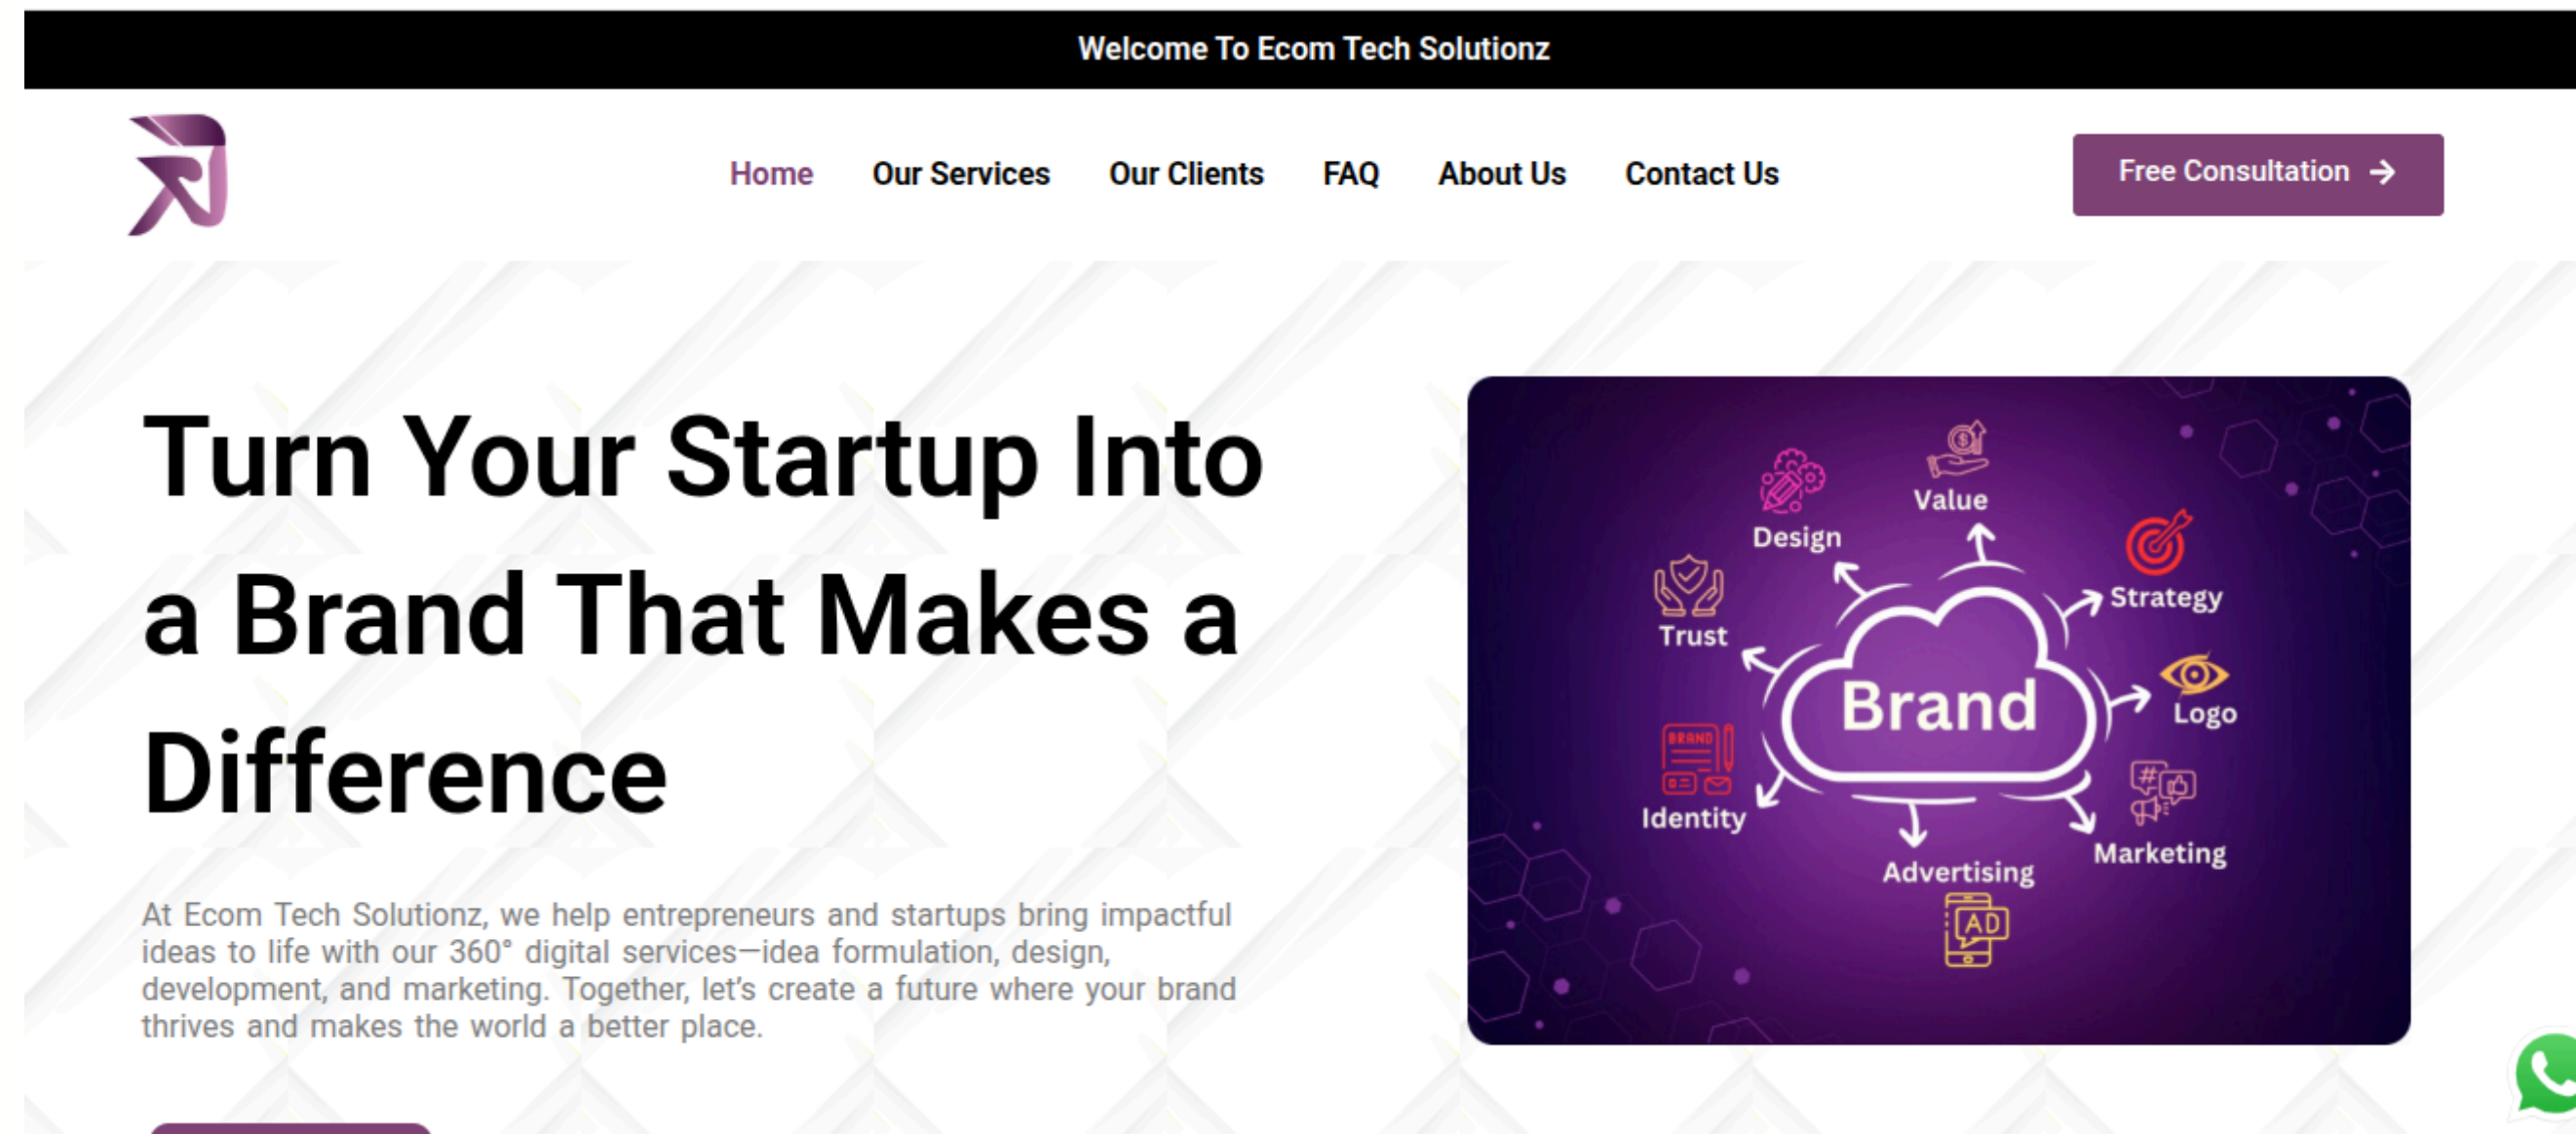 Welcome To Ecom Tech Solutionz
Home Our Services Our Clients FAQ About Us Contact Us Free Consultation →
Turn Your Startup Into
a Brand That Makes a
Difference
At Ecom Tech Solutionz, we help entrepreneurs and startups bring impactful
ideas to life with our 360° digital services—idea formulation, design,
development, and marketing. Together, let’s create a future where your brand
thrives and makes the world a better place.
Value
Design
Strategy
Trust
Brand
Logo
BRAND
Identity
#
Marketing
Advertising
AD